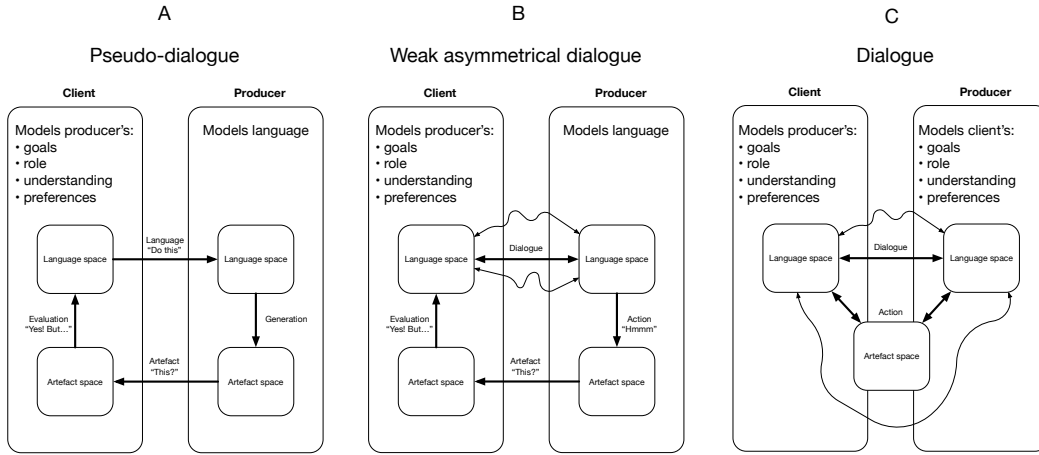 A
Pseudo-dialogue
Client
Producer
Models producer's:
• goals
• role
• understanding
• preferences
Models language
Language
“Do this”
Language space
Language space
Evaluation
“Yes! But…”
Generation
Artefact
“This?”
Artefact space
Artefact space
B
Weak asymmetrical dialogue
Client
Producer
Models producer's:
• goals
• role
• understanding
• preferences
Models language
Dialogue
Language space
Language space
Evaluation
“Yes! But…”
Action
“Hmmm”
Artefact
“This?”
Artefact space
Artefact space
C
Dialogue
Client
Producer
Models producer's:
• goals
• role
• understanding
• preferences
Models client's:
• goals
• role
• understanding
• preferences
Dialogue
Language space
Language space
Action
Artefact space